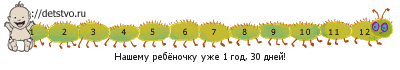 ://detstvo.ru
1 2 3 4 5 6 7 8 9 10 11 12
Нашему ребёночку уже 1 год, 30 дней!